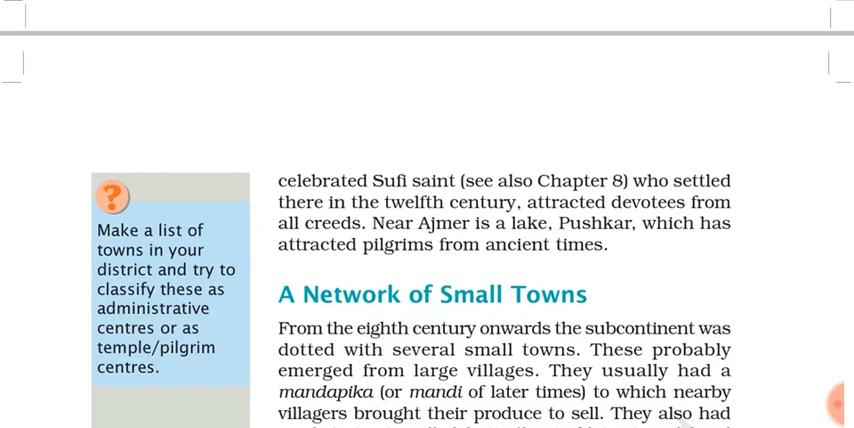 celebrated Sufi saint (see also Chapter 8) who settled
there in the twelfth century, attracted devotees from
all creeds. Near Ajmer is a lake, Pushkar, which has
attracted pilgrims from ancient times.
?
Make a list of
towns in your
district and try to
classify these as
administrative
centres or as
temple/pilgrim
centres.
A Network of Small Towns
From the eighth century onwards the subcontinent was
dotted with several small towns. These probably
emerged from large villages. They usually had a
mandapika (or mandi of later times) to which nearby
villagers brought their produce to sell. They also had